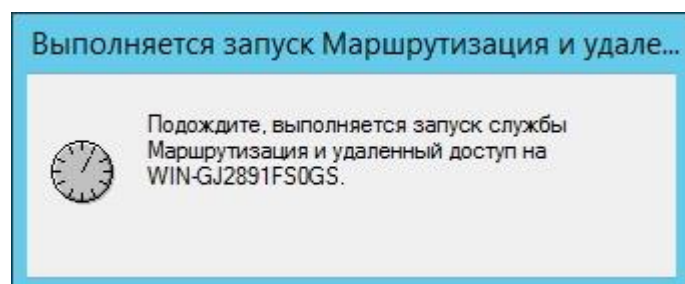 Выполняется запуск Маршрутизация и удале...
Подождите, выполняется запуск службы
Маршрутизация и удаленный доступ на
WIN-GJ2891FS0GS.